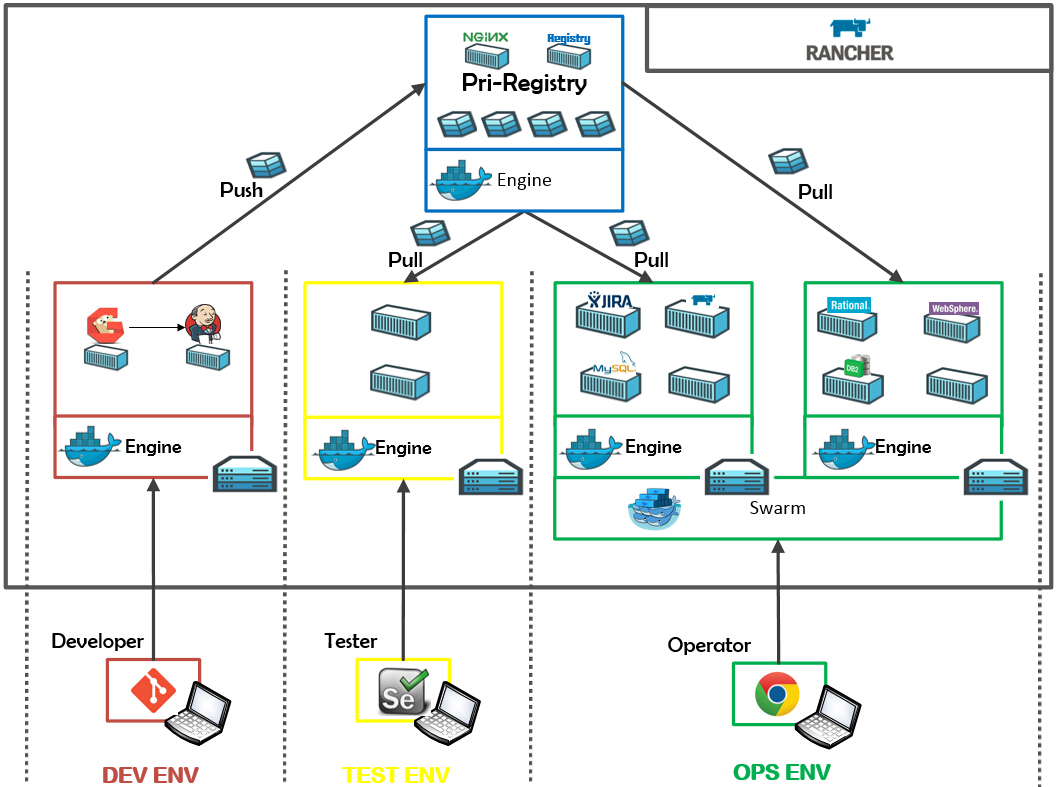 RANCHER
NGiNX
Registry
Pri-Registry
Engine
Push
Pull
Pull
Pull
JIRA
Rational.
WebSphere.
MySQL
DB2
Engine
Engine
Engine
Engine
Swarm
Developer
Tester
Operator
Se
DEV ENV
TEST ENV
OPS ENV